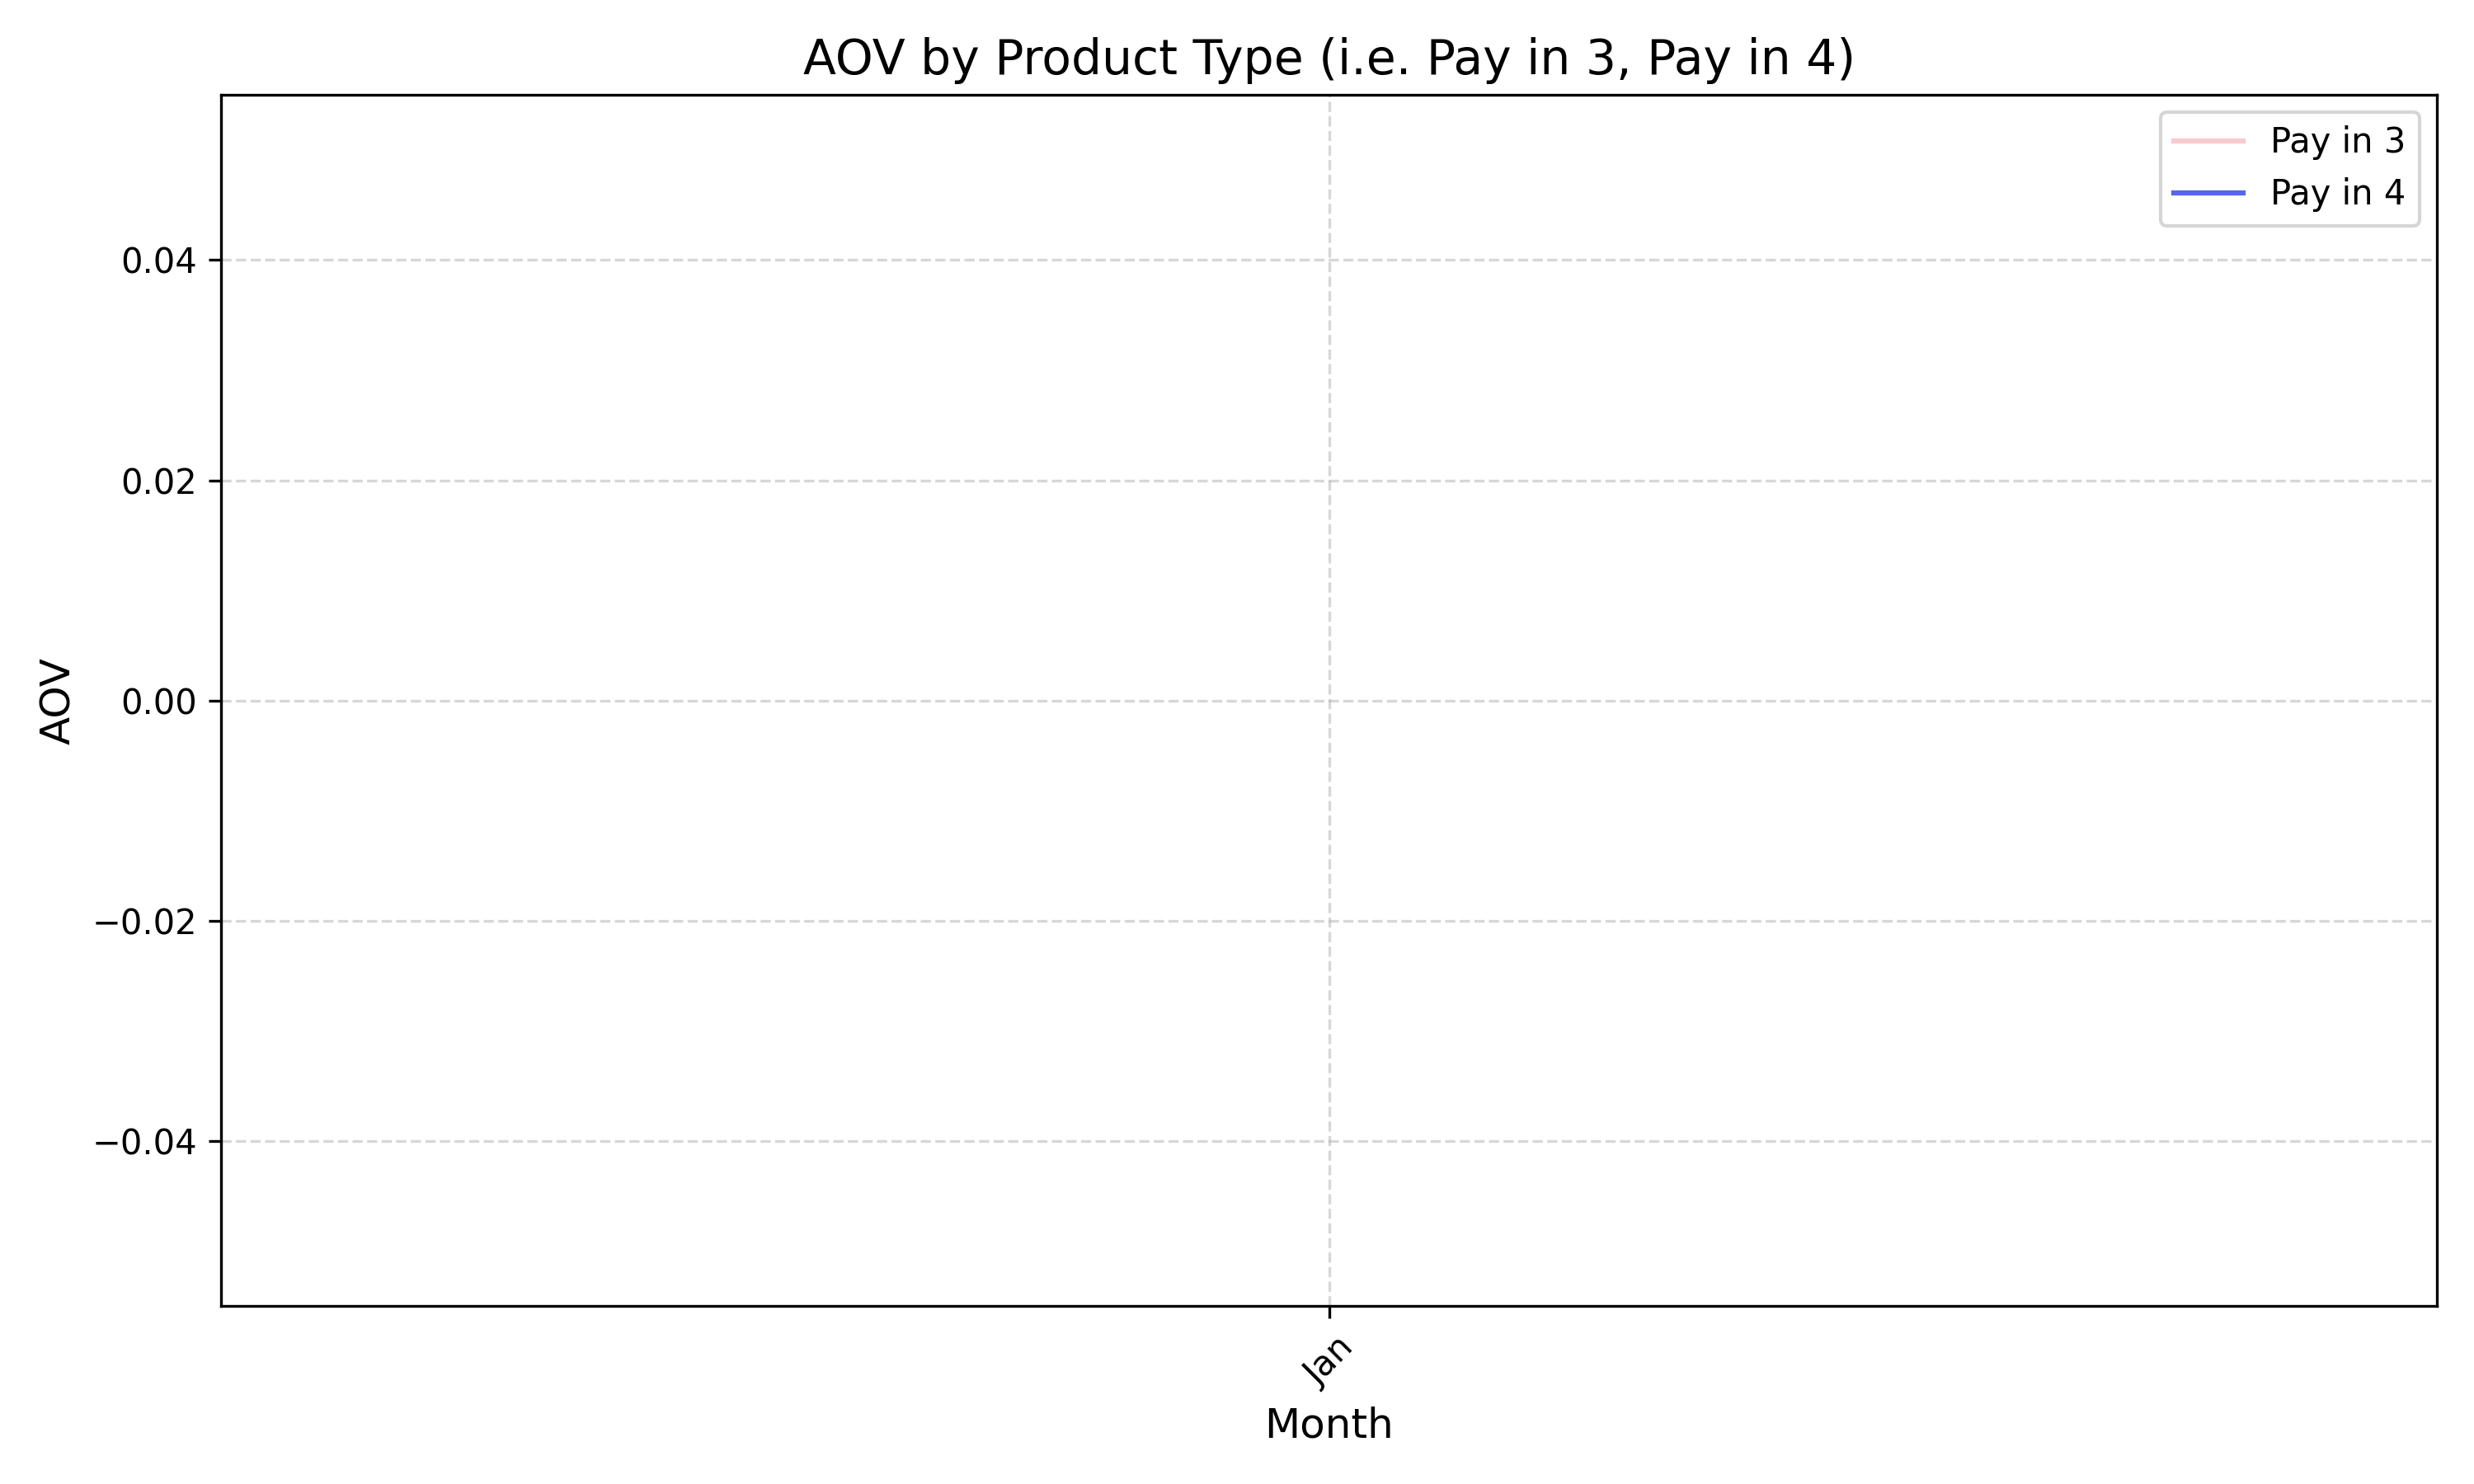 AOV by Product Type (i.e. Pay in 3, Pay in 4)
Pay in 3
Pay in 4
0.04
0.02
0.00
−0.02
−0.04
AOV
Jan
Month